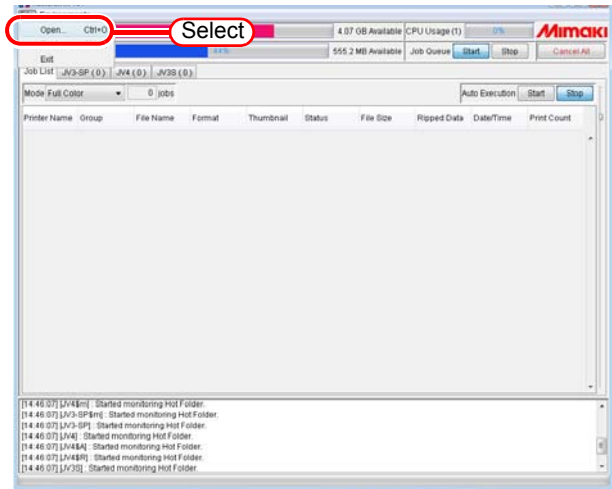 Open... Ctrl+O Select 4.07 GB Available CPU Usage (1) 0% Mimaki
44% 555.2 MB Available Job Queue Start Stop Cancel All
Exit
Job List JV3-SP ( 0 ) JV4 ( 0 ) JV3S ( 0 )
Mode Full Color 0 jobs Auto Execution Start Stop
Printer Name Group File Name Format Thumbnail Status File Size Ripped Data Date/Time Print Count
[14:46:07] [JV4$m] : Started monitoring Hot Folder.
[14:46:07] [JV3-SP$m] : Started monitoring Hot Folder.
[14:46:07] [JV3-SP] : Started monitoring Hot Folder.
[14:46:07] [JV4] : Started monitoring Hot Folder.
[14:46:07] [JV4$A] : Started monitoring Hot Folder.
[14:46:07] [JV4$R] : Started monitoring Hot Folder.
[14:46:07] [JV3S] : Started monitoring Hot Folder.